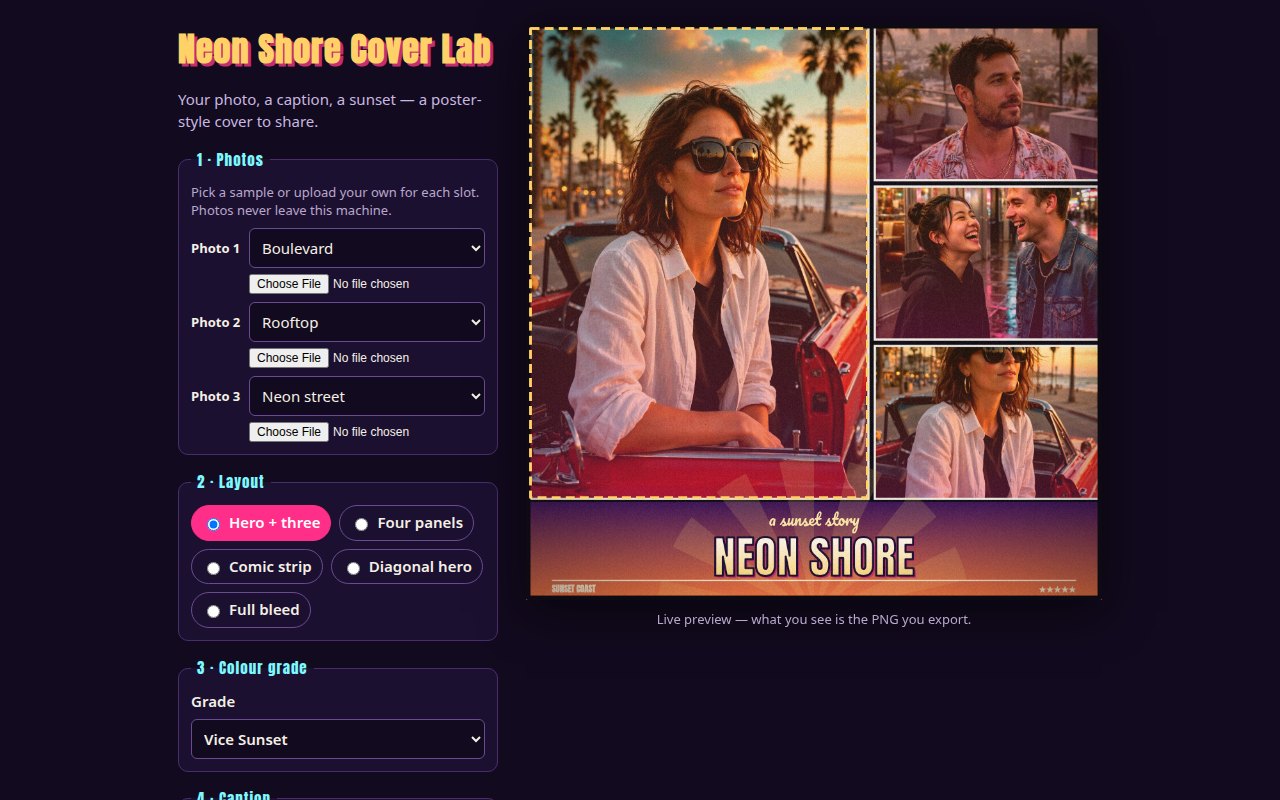 Neon Shore Cover Lab
Your photo, a caption, a sunset — a poster-
style cover to share.
1 · Photos
Pick a sample or upload your own for each slot.
Photos never leave this machine.
Photo 1
Boulevard
Choose File No file chosen
Photo 2
Rooftop
Choose File No file chosen
Photo 3
Neon street
Choose File No file chosen
2 · Layout
Hero + three
Four panels
Comic strip
Diagonal hero
Full bleed
3 · Colour grade
Grade
Vice Sunset
4 · Caption
a sunset story
NEON SHORE
SUNSET COAST
★★★★★
Live preview — what you see is the PNG you export.